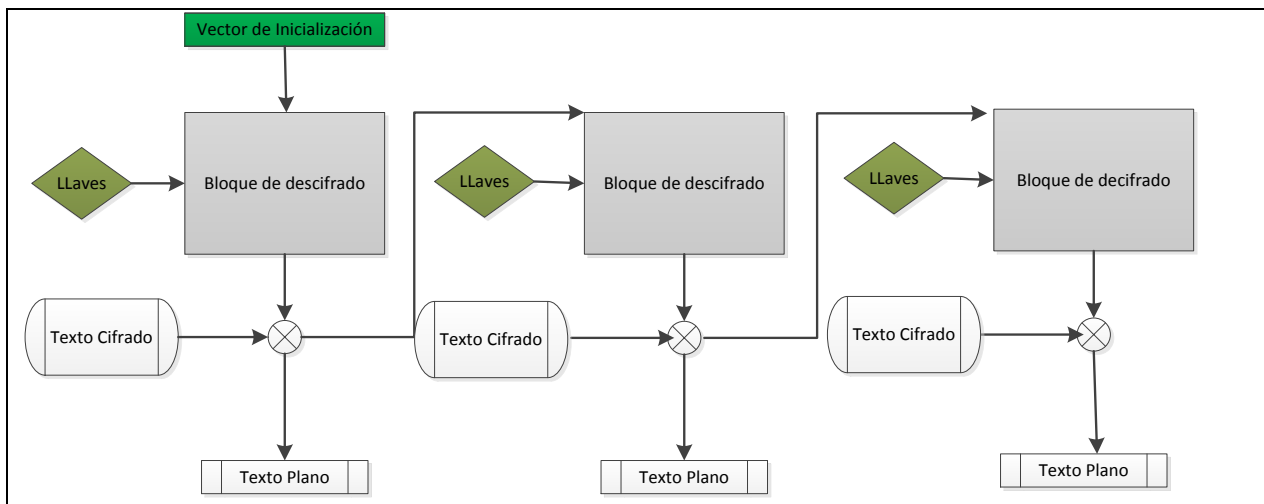 Vector de Inicialización
LLaves
Bloque de descifrado
LLaves
Bloque de descifrado
LLaves
Bloque de decifrado
Texto Cifrado
Texto Cifrado
Texto Cifrado
Texto Plano
Texto Plano
Texto Plano